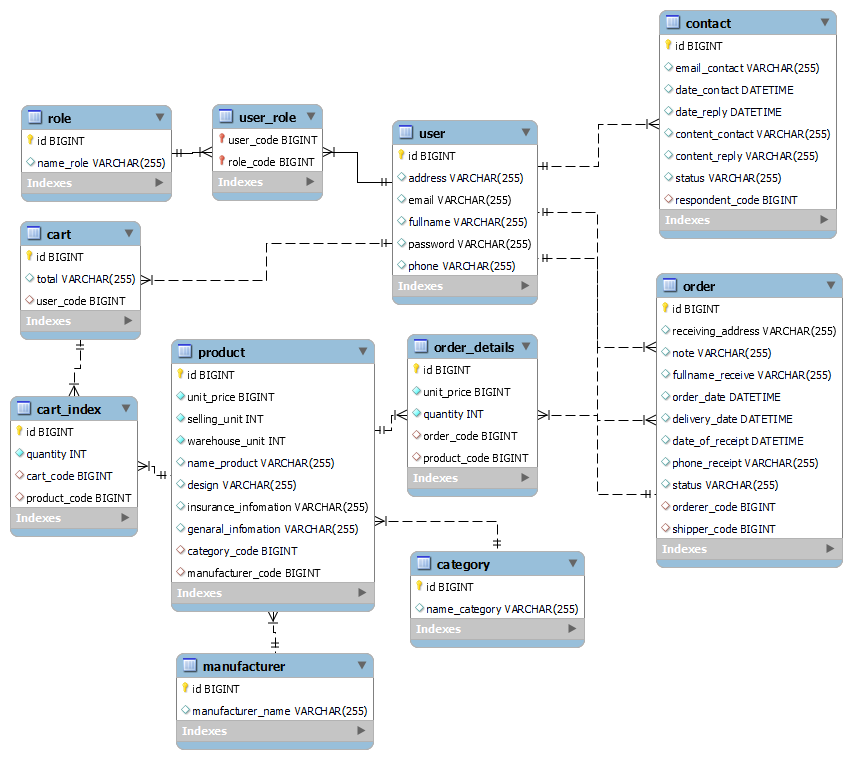 contact
id BIGINT
email_contact VARCHAR(255)
date_contact DATETIME
date_reply DATETIME
content_contact VARCHAR(255)
content_reply VARCHAR(255)
status VARCHAR(255)
respondent_code BIGINT
Indexes
role
id BIGINT
name_role VARCHAR(255)
Indexes
user_role
user_code BIGINT
role_code BIGINT
Indexes
user
id BIGINT
address VARCHAR(255)
email VARCHAR(255)
fullname VARCHAR(255)
password VARCHAR(255)
phone VARCHAR(255)
Indexes
cart
id BIGINT
total VARCHAR(255)
user_code BIGINT
Indexes
order
id BIGINT
receiving_address VARCHAR(255)
note VARCHAR(255)
fullname_receive VARCHAR(255)
order_date DATETIME
delivery_date DATETIME
date_of_receipt DATETIME
phone_receipt VARCHAR(255)
status VARCHAR(255)
orderer_code BIGINT
shipper_code BIGINT
Indexes
product
id BIGINT
unit_price BIGINT
selling_unit INT
warehouse_unit INT
name_product VARCHAR(255)
design VARCHAR(255)
insurance_infomation VARCHAR(255)
genaral_infomation VARCHAR(255)
category_code BIGINT
manufacturer_code BIGINT
Indexes
order_details
id BIGINT
unit_price BIGINT
quantity INT
order_code BIGINT
product_code BIGINT
Indexes
cart_index
id BIGINT
quantity INT
cart_code BIGINT
product_code BIGINT
Indexes
category
id BIGINT
name_category VARCHAR(255)
Indexes
manufacturer
id BIGINT
manufacturer_name VARCHAR(255)
Indexes